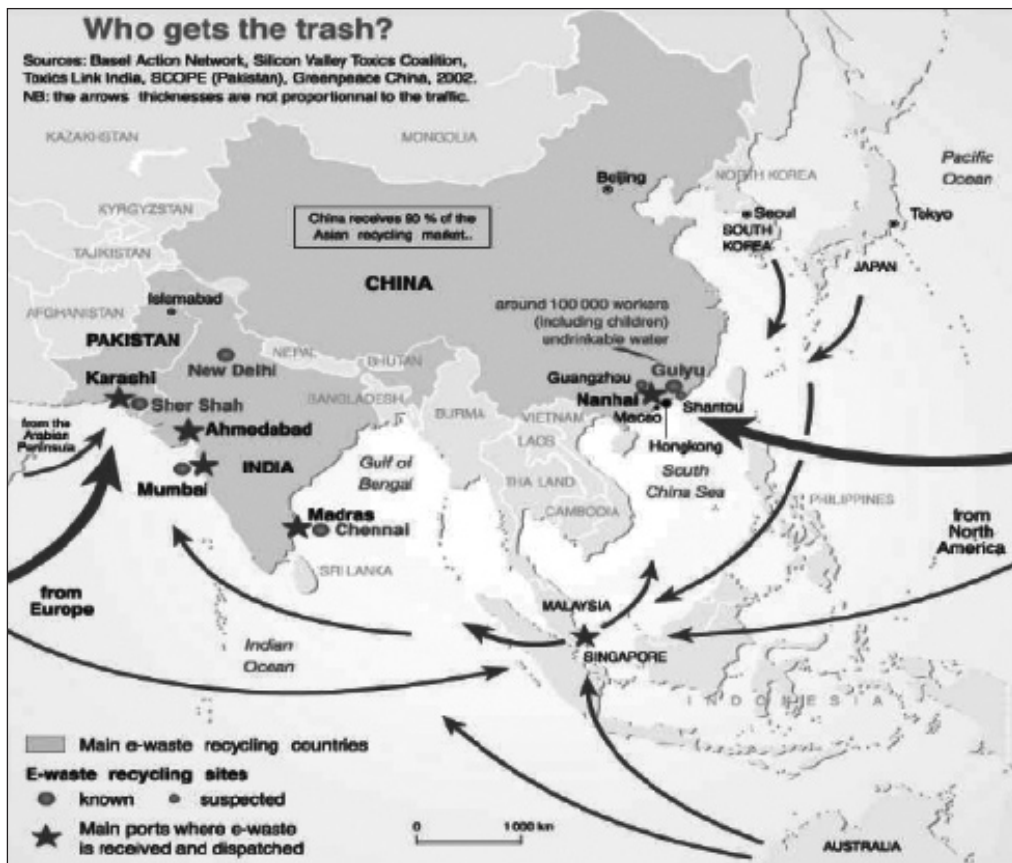 Who gets the trash?
Sources: Basel Action Network, Silicon Valley Toxics Coalition,
Toxics Link India, SCOPE (Pakistan), Greenpeace China, 2002.
NB: the arrows thicknesses are not proportionnal to the traffic.
KAZAKHSTAN
MONGOLIA
Pacific
Ocean
NORTH KOREA
Beijing
KYRGYZSTAN
China receives 90 % of the
Asian recycling market..
Seoul
SOUTH
KOREA
Tokyo
TAJIKISTAN
JAPAN
CHINA
Islamabad
AFGHANISTAN
around 100 000 workers
(including children)
undrinkable water
PAKISTAN
NEPAL
BHUTAN
New Delhi
Karashi
Guiyu
Guangzhou
Nanhai
Sher Shah
BANGLADESH
Shantou
Macao
BURMA
VIETNAM
from the
Arabian
Peninsula
Ahmedabad
LAOS
Hongkong
INDIA
Gulf of
Bengal
South
China Sea
THAILAND
Mumbai
PHILIPPINES
Madras
Chennai
CAMBODIA
from
North
America
SRI LANKA
from
Europe
MALAYSIA
Indian
Ocean
SINGAPORE
INDONESIA
Main e-waste recycling countries
E-waste recycling sites
known
suspected
Main ports where e-waste
is received and dispatched
0
1000 km
AUSTRALIA